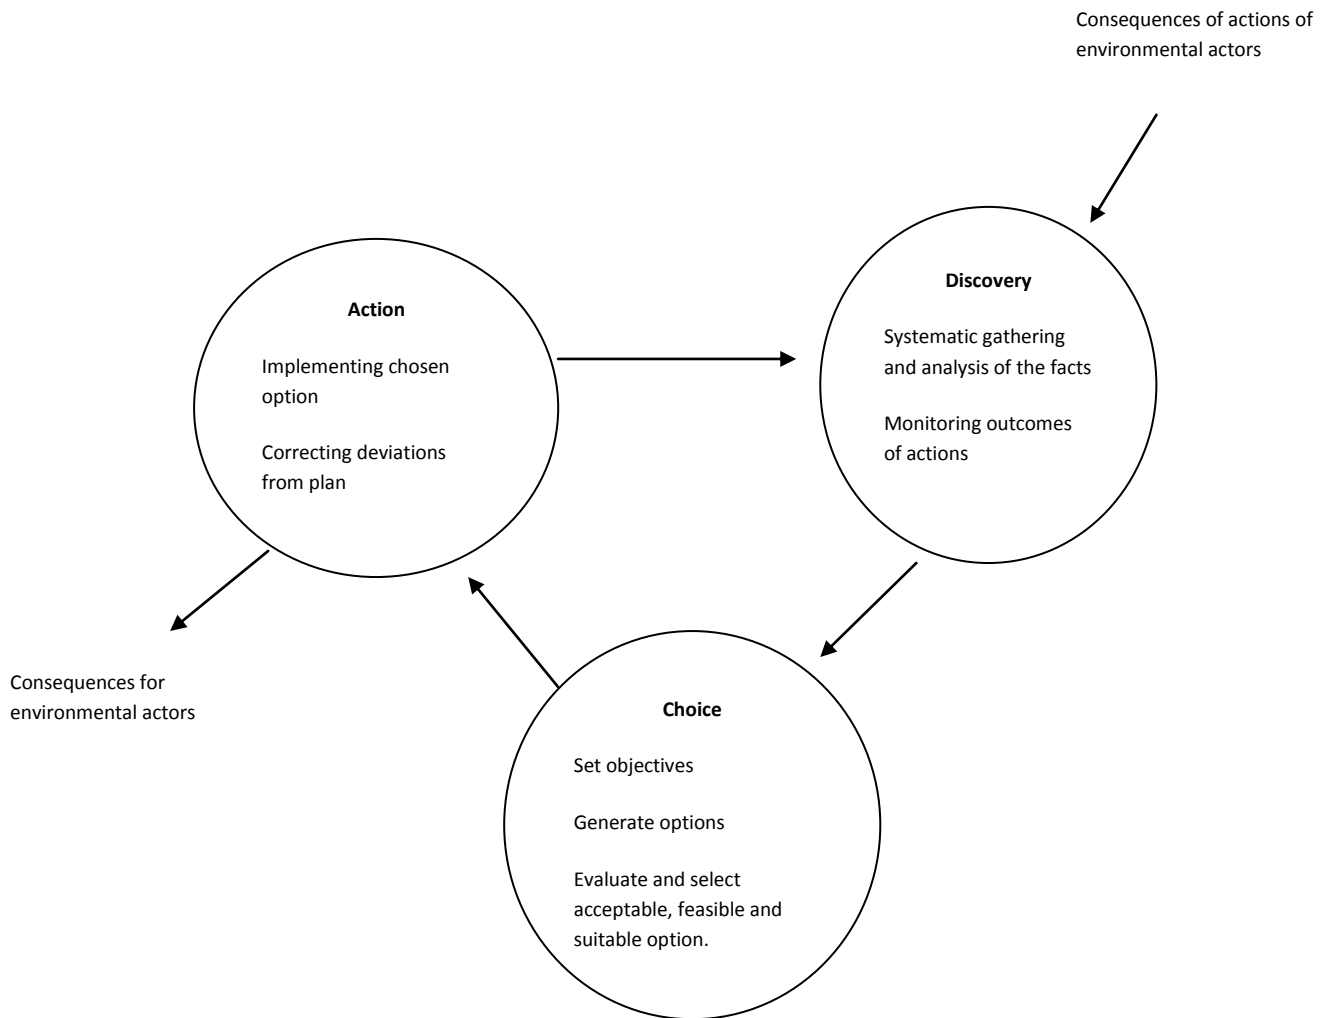 Consequences of actions of
environmental actors
Action
Implementing chosen
option
Correcting deviations
from plan
Discovery
Systematic gathering
and analysis of the facts
Monitoring outcomes
of actions
Consequences for
environmental actors
Choice
Set objectives
Generate options
Evaluate and select
acceptable, feasible and
suitable option.